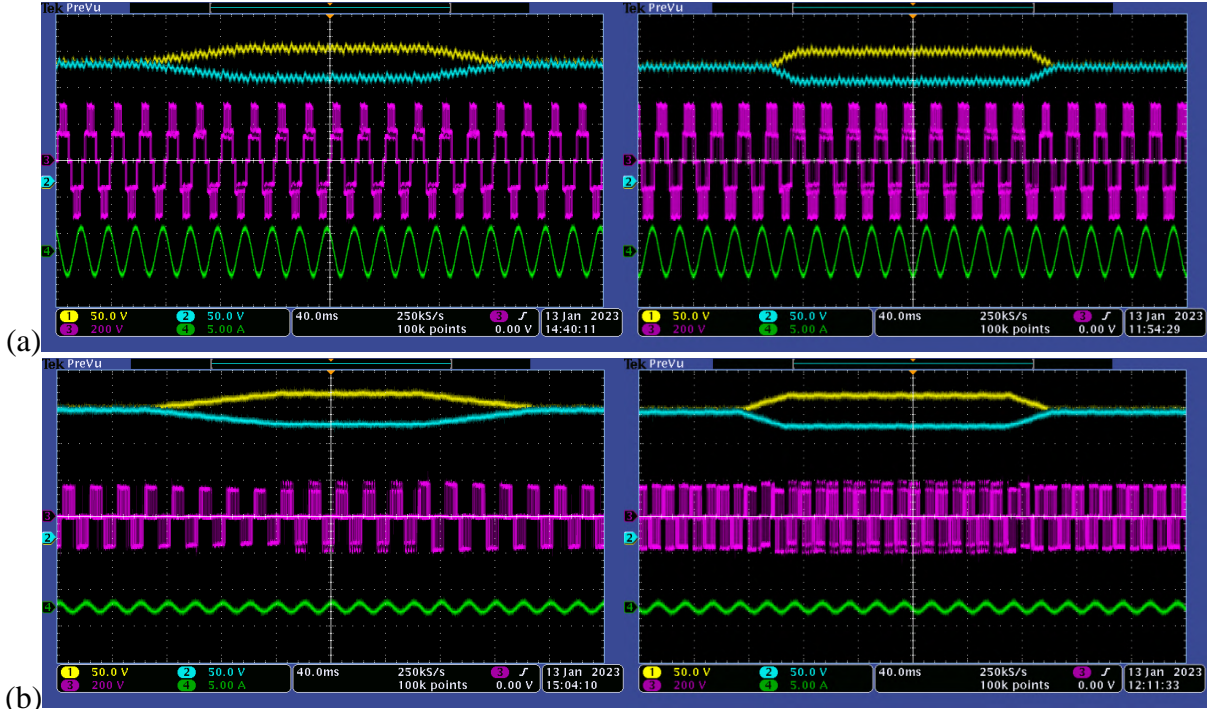 Tek PreVu
3
2
4
1 50.0 V 2 50.0 V 40.0ms 250kS/s 3 13 Jan 2023
3 200 V 4 5.00 A 100k points 0.00 V 14:40:11
Tek PreVu
3
2
4
1 50.0 V 2 50.0 V 40.0ms 250kS/s 3 13 Jan 2023
3 200 V 4 5.00 A 100k points 0.00 V 11:54:29
(a)
Tek PreVu
3
2
4
1 50.0 V 2 50.0 V 40.0ms 250kS/s 3 13 Jan 2023
3 200 V 4 5.00 A 100k points 0.00 V 15:04:10
Tek PreVu
3
2
4
1 50.0 V 2 50.0 V 40.0ms 250kS/s 3 13 Jan 2023
3 200 V 4 5.00 A 100k points 0.00 V 12:11:33
(b)